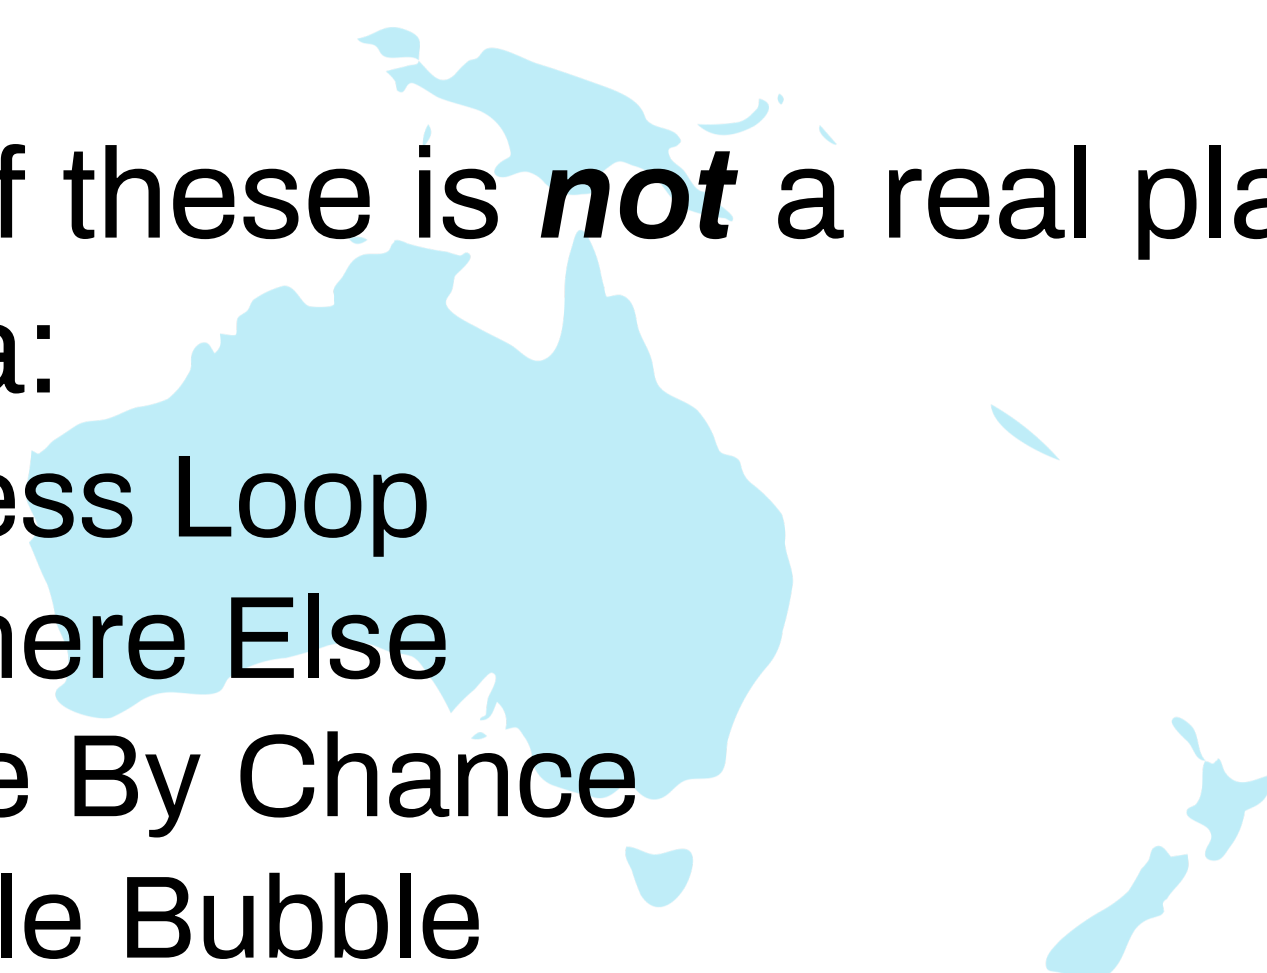 f these is not a real pla
a:
ess Loop
here Else
e By Chance
le Bubble